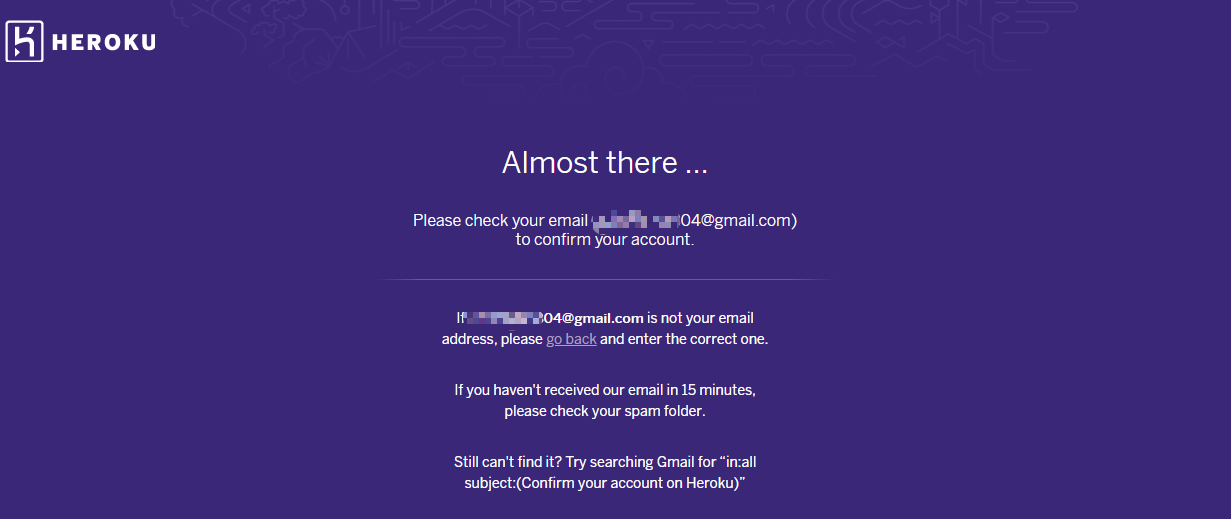 HEROKU
Almost there ...
Please check your email 04@gmail.com)
to confirm your account.
If 04@gmail.com is not your email
address, please go back and enter the correct one.
If you haven't received our email in 15 minutes,
please check your spam folder.
Still can't find it? Try searching Gmail for “in:all
subject:(Confirm your account on Heroku)”